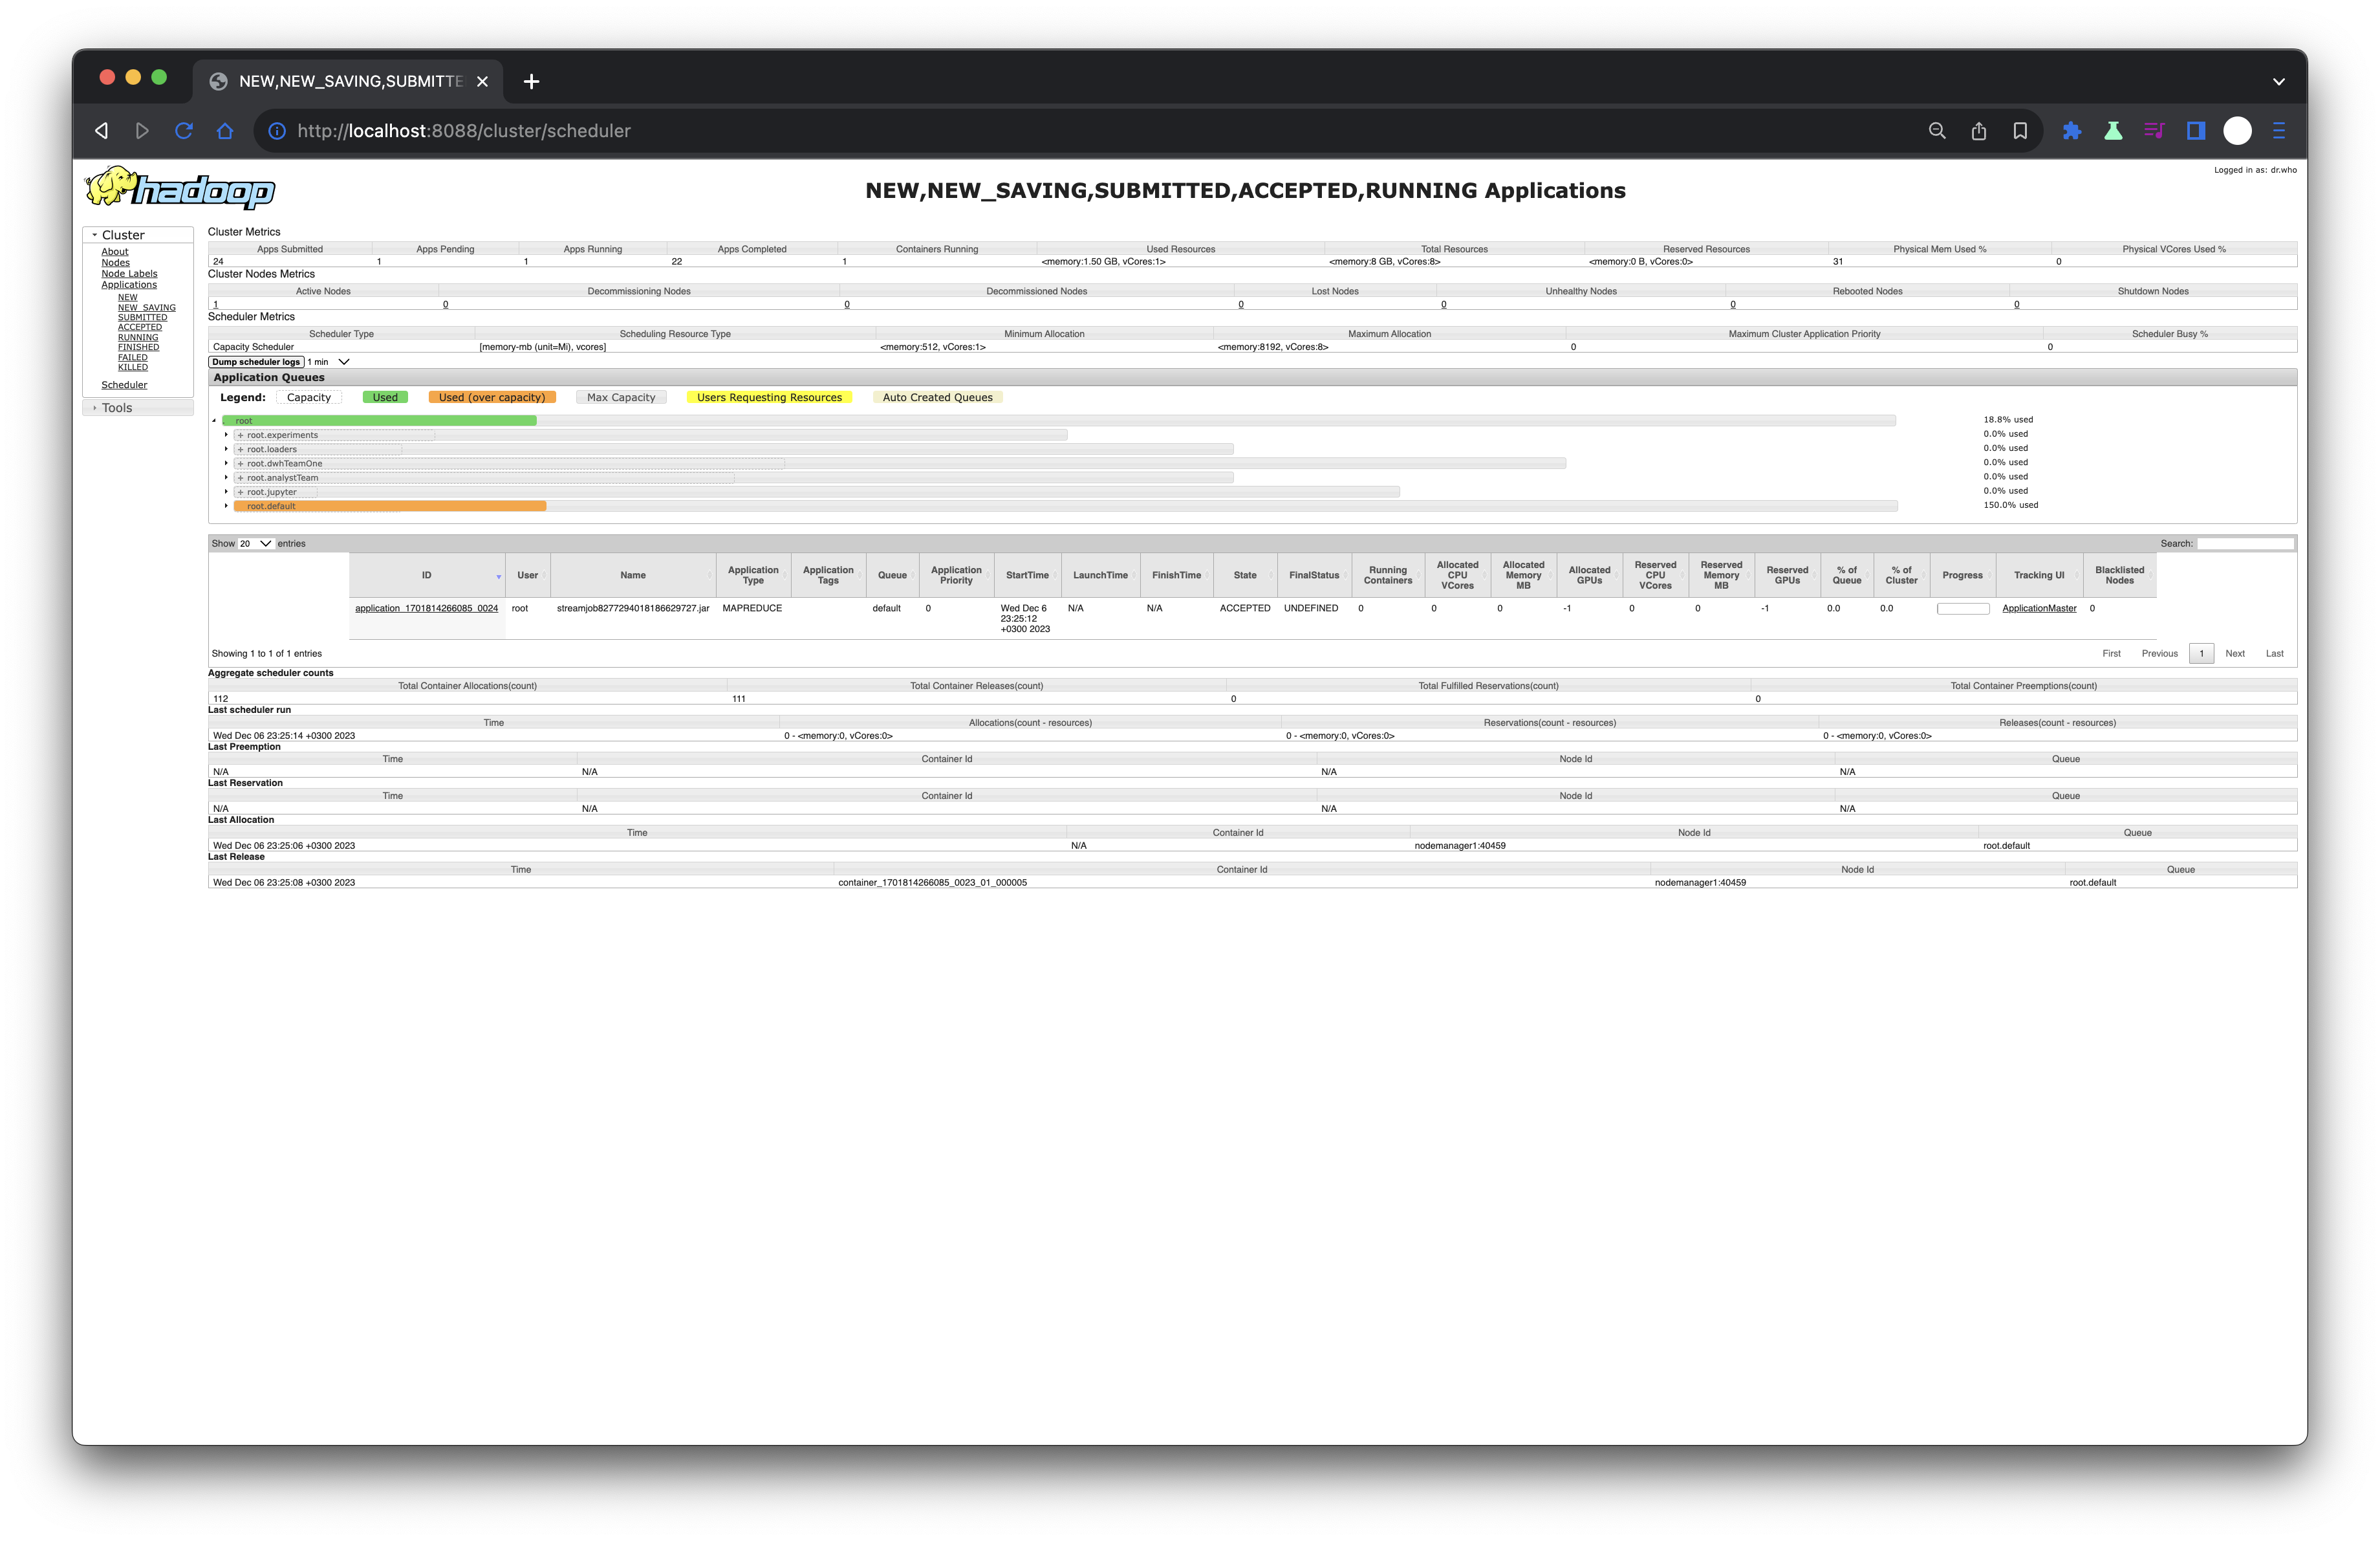 NEW,NEW_SAVING,SUBMITTE
http://localhost:8088/cluster/scheduler
hadoop
NEW,NEW_SAVING,SUBMITTED,ACCEPTED,RUNNING Applications
Logged in as: dr.who
Cluster
About
Nodes
Node Labels
Applications
NEW
NEW_SAVING
SUBMITTED
ACCEPTED
RUNNING
FINISHED
FAILED
KILLED
Scheduler
Tools
Cluster Metrics
Apps Submitted Apps Pending Apps Running Apps Completed Containers Running Used Resources Total Resources Reserved Resources Physical Mem Used % Physical VCores Used %
24 1 1 22 1 <memory:1.50 GB, vCores:1> <memory:8 GB, vCores:8> <memory:0 B, vCores:0> 31 0
Cluster Nodes Metrics
Active Nodes Decommissioning Nodes Decommissioned Nodes Lost Nodes Unhealthy Nodes Rebooted Nodes Shutdown Nodes
1 0 0 0 0 0 0
Scheduler Metrics
Scheduler Type Scheduling Resource Type Minimum Allocation Maximum Allocation Maximum Cluster Application Priority Scheduler Busy %
Capacity Scheduler [memory-mb (unit=Mi), vcores] <memory:512, vCores:1> <memory:8192, vCores:8> 0 0
Dump scheduler logs 1 min
Application Queues
Legend: Capacity Used Used (over capacity) Max Capacity Users Requesting Resources Auto Created Queues
root 18.8% used
+ root.experiments 0.0% used
+ root.loaders 0.0% used
+ root.dwhTeamOne 0.0% used
+ root.analystTeam 0.0% used
+ root.jupyter 0.0% used
root.default 150.0% used
Show 20 entries Search:
ID User Name Application Type Application Tags Queue Application Priority StartTime LaunchTime FinishTime State FinalStatus Running Containers Allocated CPU VCores Allocated Memory MB Allocated GPUs Reserved CPU VCores Reserved Memory MB Reserved GPUs % of Queue % of Cluster Progress Tracking UI Blacklisted Nodes
application_1701814266085_0024 root streamjob8277294018186629727.jar MAPREDUCE default 0 Wed Dec 6 23:25:12 +0300 2023 N/A N/A ACCEPTED UNDEFINED 0 0 0 -1 0 0 -1 0.0 0.0 ApplicationMaster 0
Showing 1 to 1 of 1 entries First Previous 1 Next Last
Aggregate scheduler counts
Total Container Allocations(count) Total Container Releases(count) Total Fulfilled Reservations(count) Total Container Preemptions(count)
112 111 0 0
Last scheduler run
Time Allocations(count - resources) Reservations(count - resources) Releases(count - resources)
Wed Dec 06 23:25:14 +0300 2023 0 - <memory:0, vCores:0> 0 - <memory:0, vCores:0> 0 - <memory:0, vCores:0>
Last Preemption
Time Container Id Node Id Queue
N/A N/A N/A N/A
Last Reservation
Time Container Id Node Id Queue
N/A N/A N/A N/A
Last Allocation
Time Container Id Node Id Queue
Wed Dec 06 23:25:06 +0300 2023 N/A nodemanager1:40459 root.default
Last Release
Time Container Id Node Id Queue
Wed Dec 06 23:25:08 +0300 2023 container_1701814266085_0023_01_000005 nodemanager1:40459 root.default